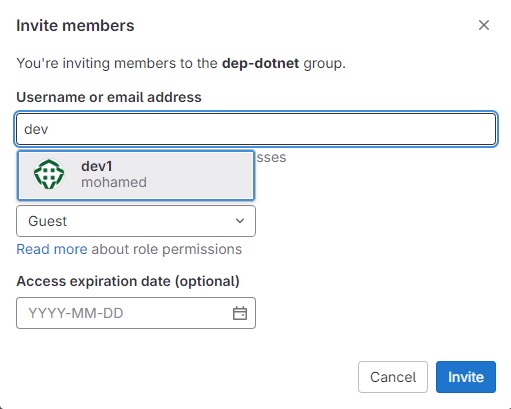 Invite members
You're inviting members to the dep-dotnet group.
Username or email address
dev
sses
dev1
mohamed
Guest
Read more about role permissions
Access expiration date (optional)
YYYY-MM-DD
Cancel
Invite